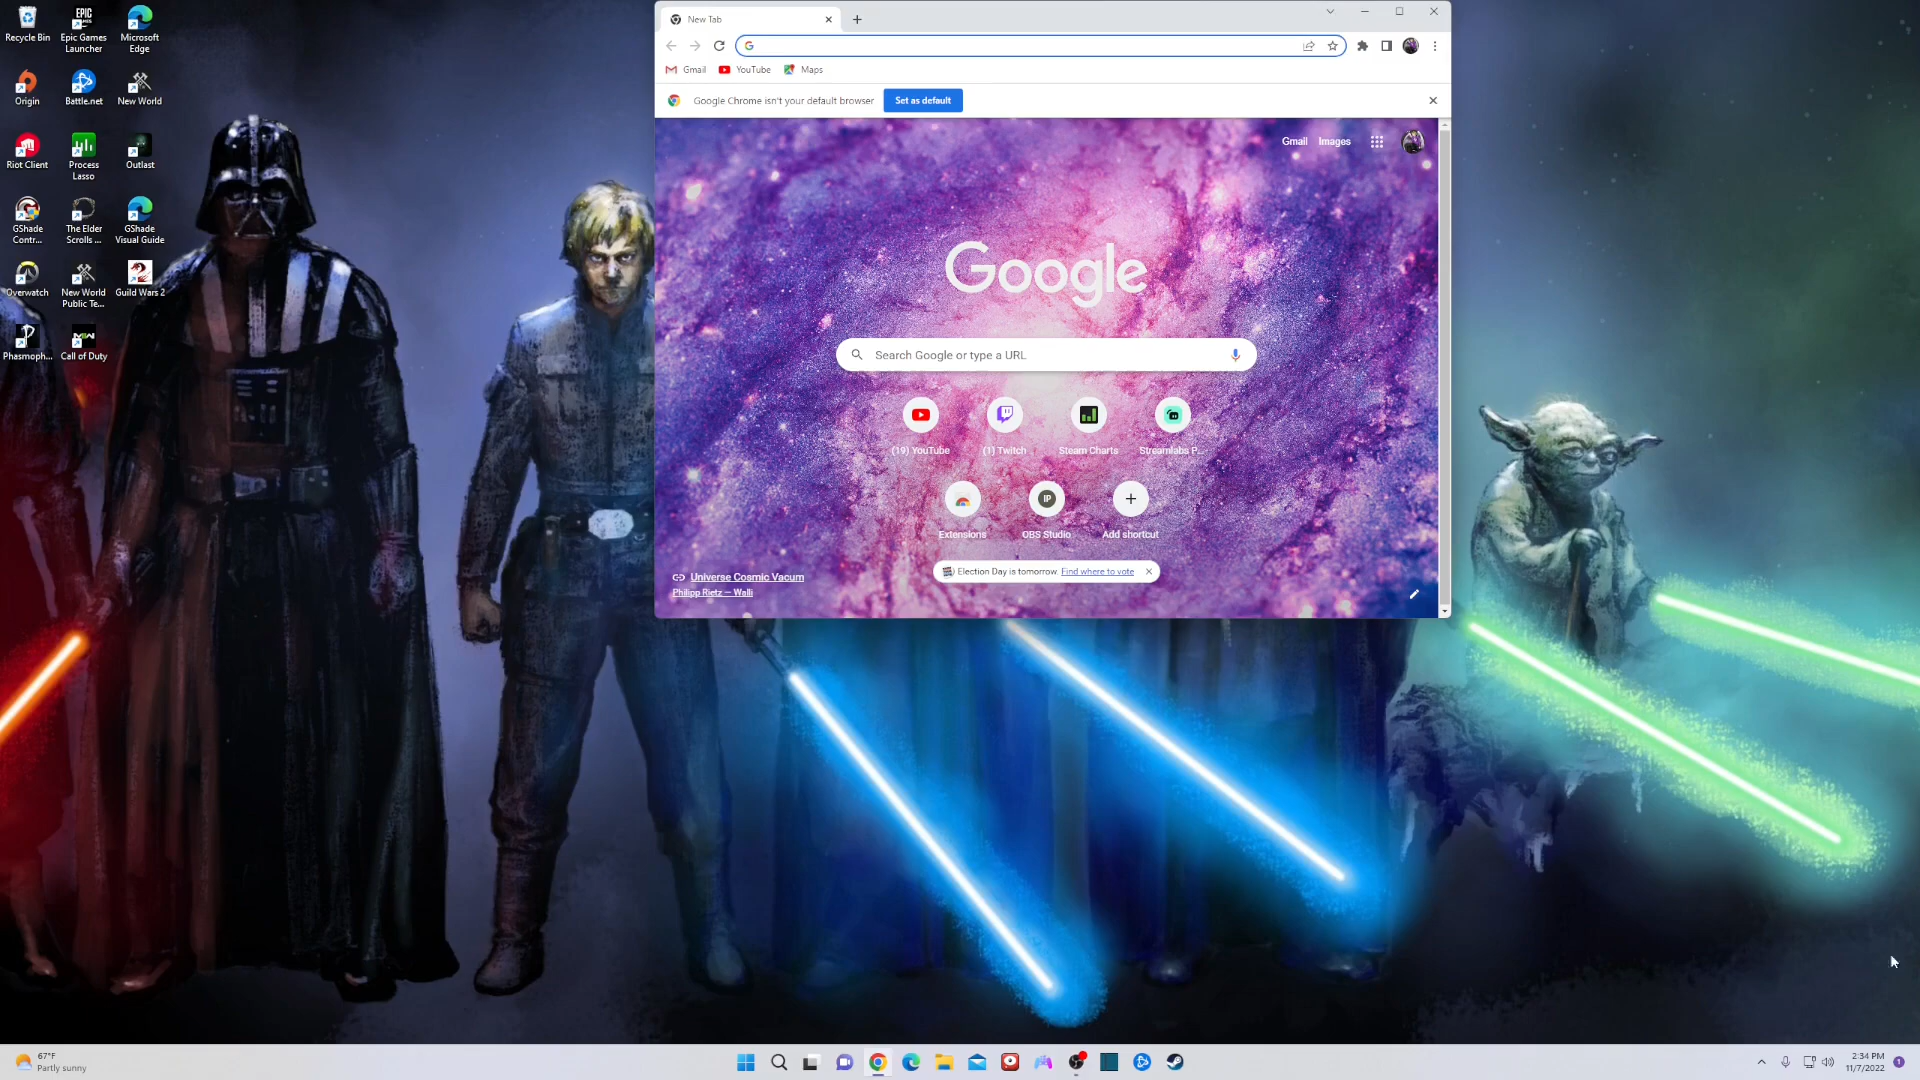 Recycle Bin
Epic Games Launcher
Microsoft Edge
Origin
Battle.net
New World
Riot Client
Process Lasso
Outlast
GShade Contr...
The Elder Scrolls ...
GShade Visual Guide
Overwatch
New World Public Te...
Guild Wars 2
Phasmoph...
Call of Duty
New Tab
Gmail
YouTube
Maps
Google Chrome isn't your default browser
Set as default
Gmail
Images
Google
Search Google or type a URL
(19) YouTube
(1) Twitch
Steam Charts
Streamlabs P...
IP
Extensions
OBS Studio
Add shortcut
Election Day is tomorrow. Find where to vote
Universe Cosmic Vacum
Philipp Rietz — Walli
67°F
Partly sunny
2:34 PM
11/7/2022
1